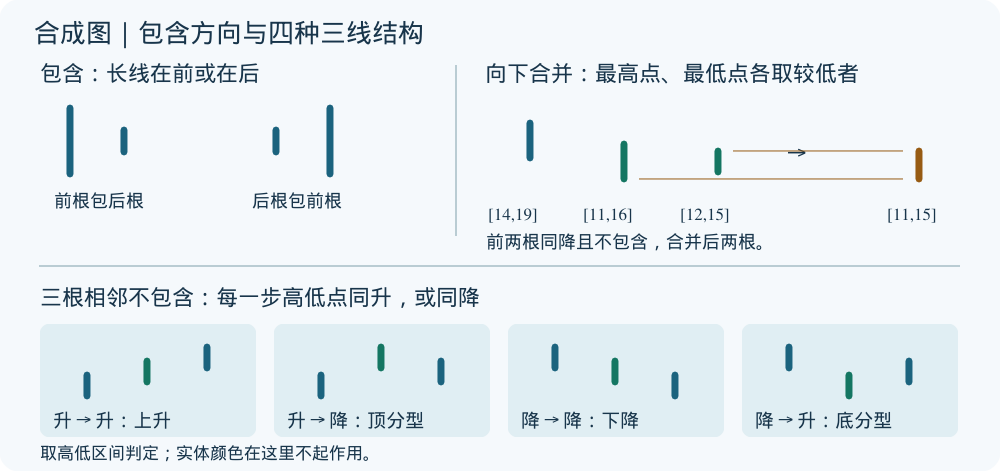 合成图｜包含方向与四种三线结构
包含：长线在前或在后
前根包后根
后根包前根
向下合并：最高点、最低点各取较低者
[14,19]
[11,16]
[12,15]
[11,15]
前两根同降且不包含，合并后两根。
三根相邻不包含：每一步高低点同升，或同降
升→升：上升
升→降：顶分型
降→降：下降
降→升：底分型
取高低区间判定；实体颜色在这里不起作用。